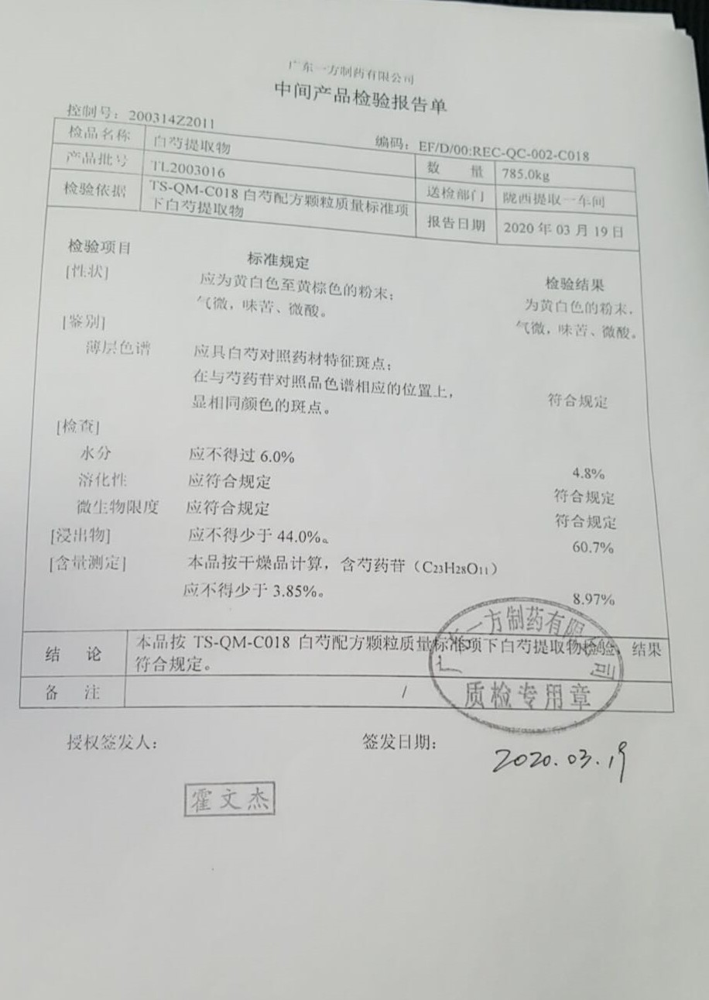 广东一方制药有限公司
中间产品检验报告单
控制号：200314Z2011
编码：EF/D/00:REC-QC-002-C018
检品名称 白芍提取物 数 量 785.0kg
产品批号 TL2003016 送检部门 陇西提取一车间
检验依据 TS-QM-C018 白芍配方颗粒质量标准项
下白芍提取物
报告日期 2020 年 03 月 19 日
检验项目 标准规定 检验结果
[性状] 应为黄白色至黄棕色的粉末； 为黄白色的粉末，
气微，味苦、微酸。 气微，味苦、微酸。
[鉴别]
薄层色谱 应具白芍对照药材特征斑点；
在与芍药苷对照品色谱相应的位置上， 符合规定
显相同颜色的斑点。
[检查]
水分 应不得过 6.0% 4.8%
溶化性 应符合规定 符合规定
微生物限度 应符合规定 符合规定
[浸出物] 应不得少于 44.0%。 60.7%
[含量测定] 本品按干燥品计算，含芍药苷（C23H28O11）
应不得少于 3.85%。 8.97%
结 论 本品按 TS-QM-C018 白芍配方颗粒质量标准项下白芍提取物检验，结果
符合规定。
备 注 /
广东一方制药有限公司
质检专用章
授权签发人： 签发日期：
2020.03.19
霍文杰